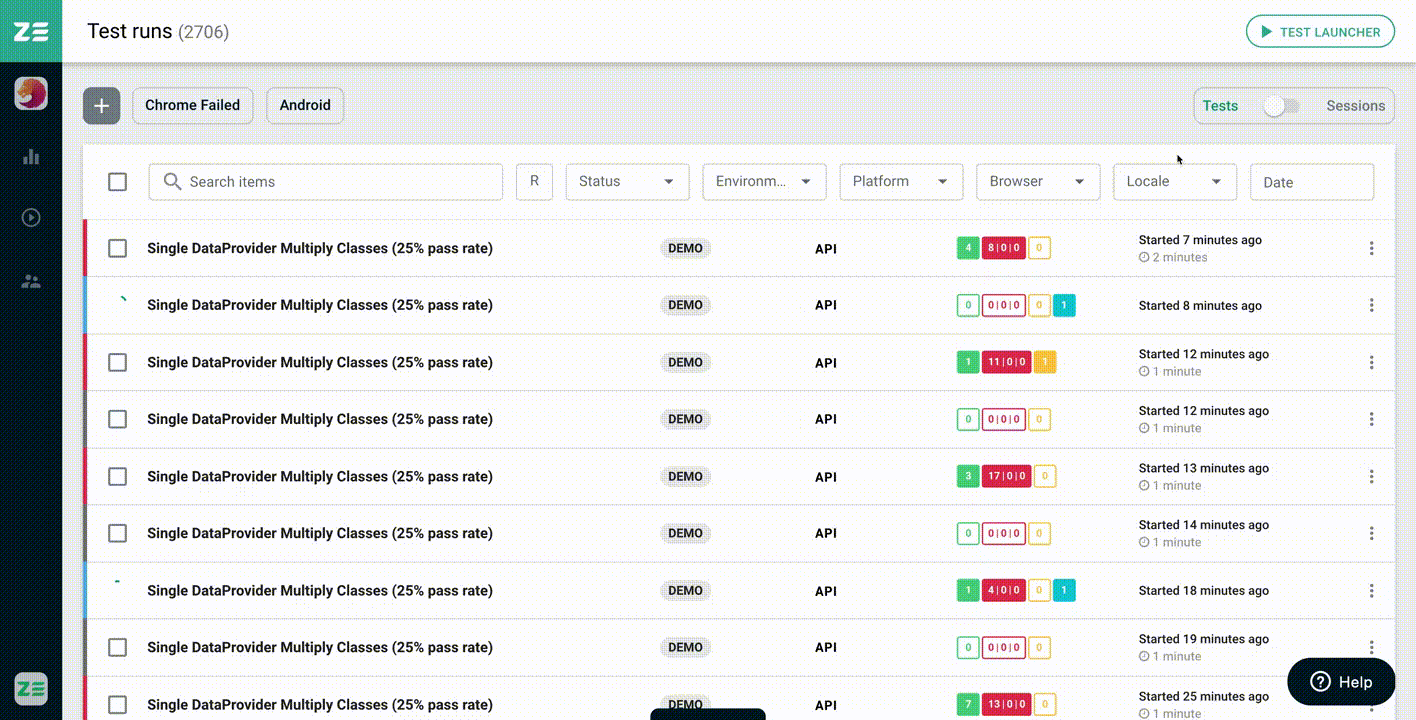 ZE Test runs (2706) TEST LAUNCHER
+ Chrome Failed Android Tests Sessions
Search items R Status Environm... Platform Browser Locale Date
Single DataProvider Multiply Classes (25% pass rate) DEMO API 4 8|0|0 0 Started 7 minutes ago
2 minutes
Single DataProvider Multiply Classes (25% pass rate) DEMO API 0 0|0|0 0 1 Started 8 minutes ago
Single DataProvider Multiply Classes (25% pass rate) DEMO API 1 11|0|0 1 Started 12 minutes ago
1 minute
Single DataProvider Multiply Classes (25% pass rate) DEMO API 0 0|0|0 0 Started 12 minutes ago
1 minute
Single DataProvider Multiply Classes (25% pass rate) DEMO API 3 17|0|0 0 Started 13 minutes ago
1 minute
Single DataProvider Multiply Classes (25% pass rate) DEMO API 0 0|0|0 0 Started 14 minutes ago
1 minute
Single DataProvider Multiply Classes (25% pass rate) DEMO API 1 4|0|0 0 1 Started 18 minutes ago
Single DataProvider Multiply Classes (25% pass rate) DEMO API 0 0|0|0 0 Started 19 minutes ago
1 minute
ZE Help
Single DataProvider Multiply Classes (25% pass rate) DEMO API 7 13|0|0 0 Started 25 minutes ago
1 minute